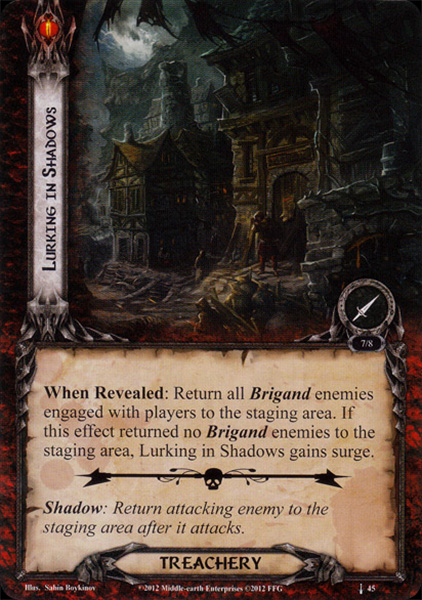 LURKING IN SHADOWS
7/8
When Revealed: Return all Brigand enemies
engaged with players to the staging area. If
this effect returned no Brigand enemies to the
staging area, Lurking in Shadows gains surge.
Shadow: Return attacking enemy to the
staging area after it attacks.
TREACHERY
Illus. Sabin Boykinov ©2012 Middle-earth Enterprises ©2012 FFG 45